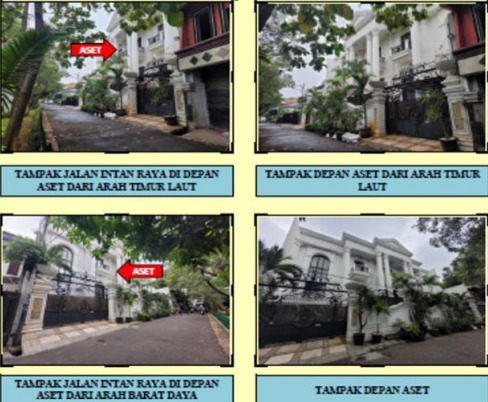 ASET
TAMPAK JALAN INTAN RAYA DI DEPAN
ASET DARI ARAH TIMUR LAUT
TAMPAK DEPAN ASET DARI ARAH TIMUR
LAUT
ASET
TAMPAK JALAN INTAN RAYA DI DEPAN
ASET DARI ARAH BARAT DAYA
TAMPAK DEPAN ASET